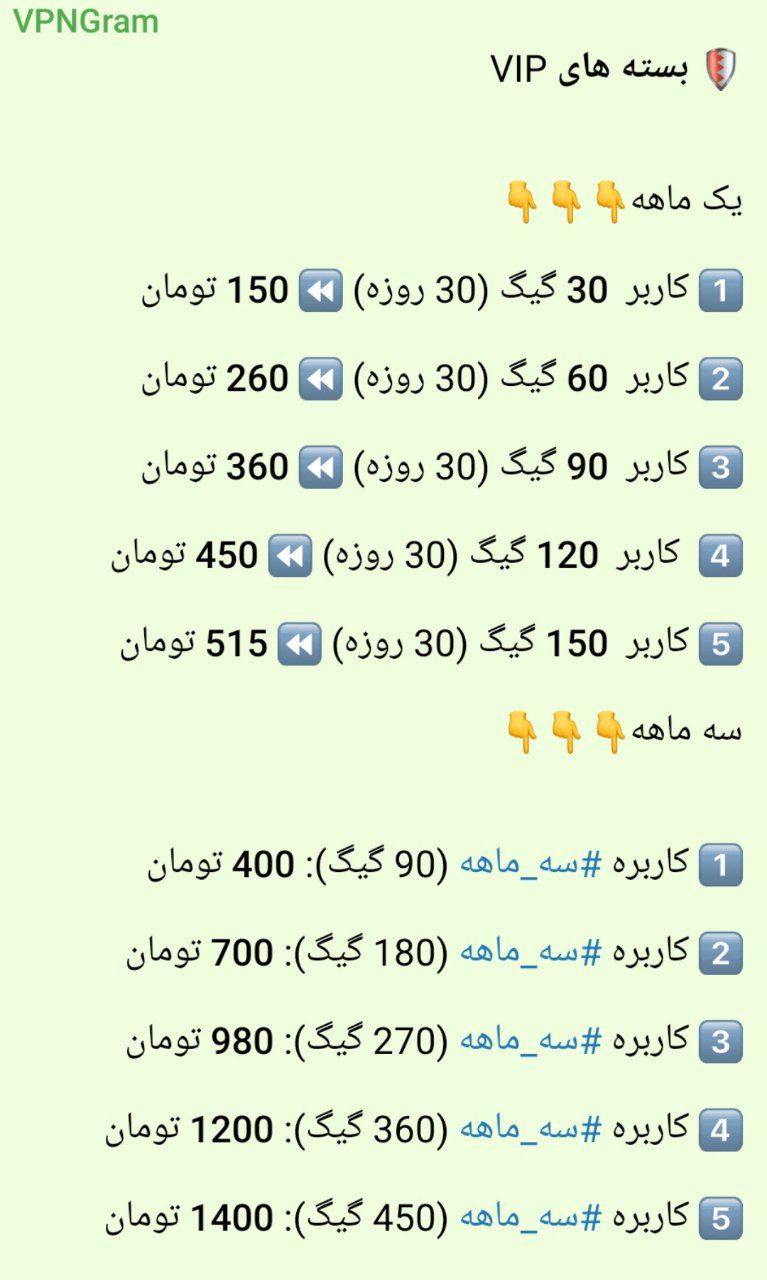 VPNGram
🛡 بسته های VIP
یک ماهه👇👇👇
1️⃣ کاربر 30 گیگ (30 روزه) ⏪ 150 تومان
2️⃣ کاربر 60 گیگ (30 روزه) ⏪ 260 تومان
3️⃣ کاربر 90 گیگ (30 روزه) ⏪ 360 تومان
4️⃣ کاربر 120 گیگ (30 روزه) ⏪ 450 تومان
5️⃣ کاربر 150 گیگ (30 روزه) ⏪ 515 تومان
سه ماهه👇👇👇
1️⃣ کاربره #سه_ماهه (90 گیگ): 400 تومان
2️⃣ کاربره #سه_ماهه (180 گیگ): 700 تومان
3️⃣ کاربره #سه_ماهه (270 گیگ): 980 تومان
4️⃣ کاربره #سه_ماهه (360 گیگ): 1200 تومان
5️⃣ کاربره #سه_ماهه (450 گیگ): 1400 تومان